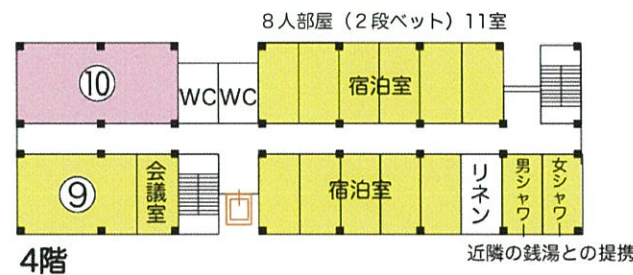 8人部屋（2段ベット）11室
⑩
WC
WC
宿泊室
⑨
会議室
宿泊室
リネン
男シャワー
女シャワー
近隣の銭湯との提携
4階